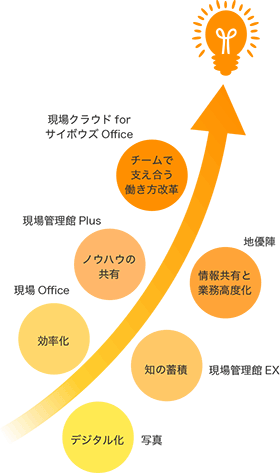 現場クラウド for
サイボウズ Office
チームで
支え合う
働き方改革
現場管理館 Plus
ノウハウの
共有
地優陣
情報共有と
業務高度化
現場 Office
効率化
知の蓄積
現場管理館 EX
デジタル化
写真